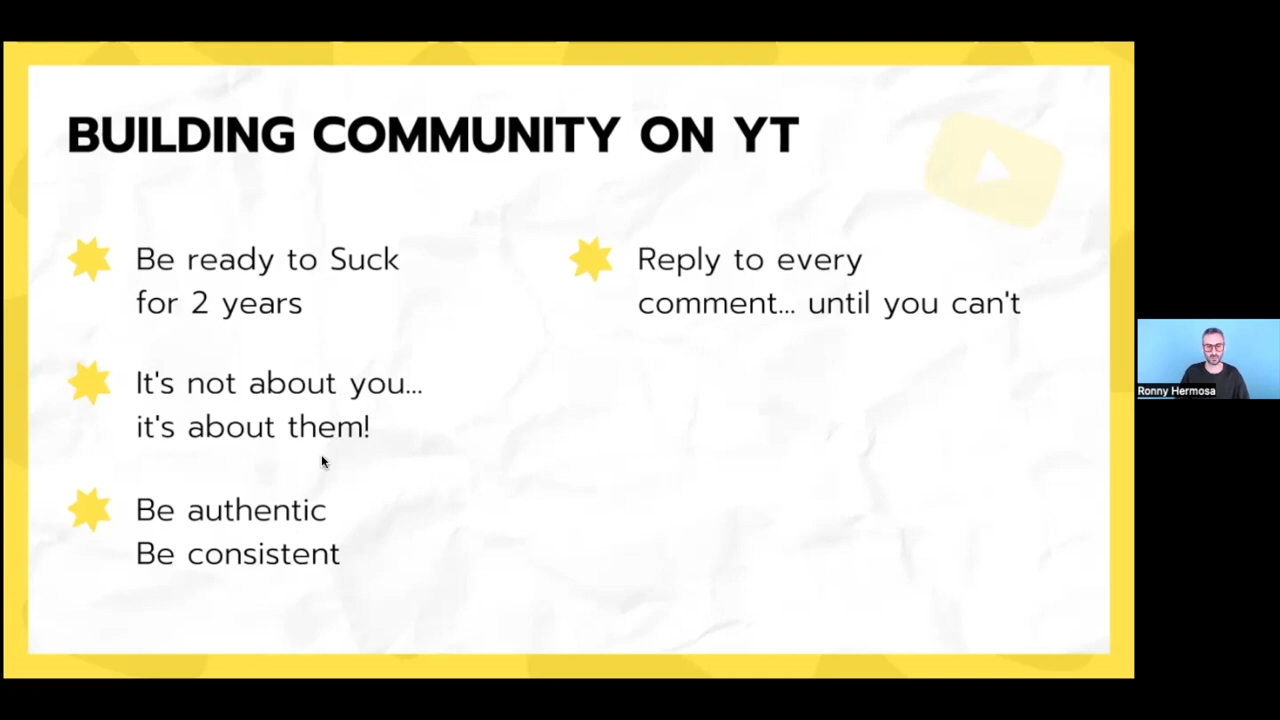 BUILDING COMMUNITY ON YT
Be ready to Suck
for 2 years
It's not about you...
it's about them!
Be authentic
Be consistent
Reply to every
comment... until you can't
Ronny Hermosa